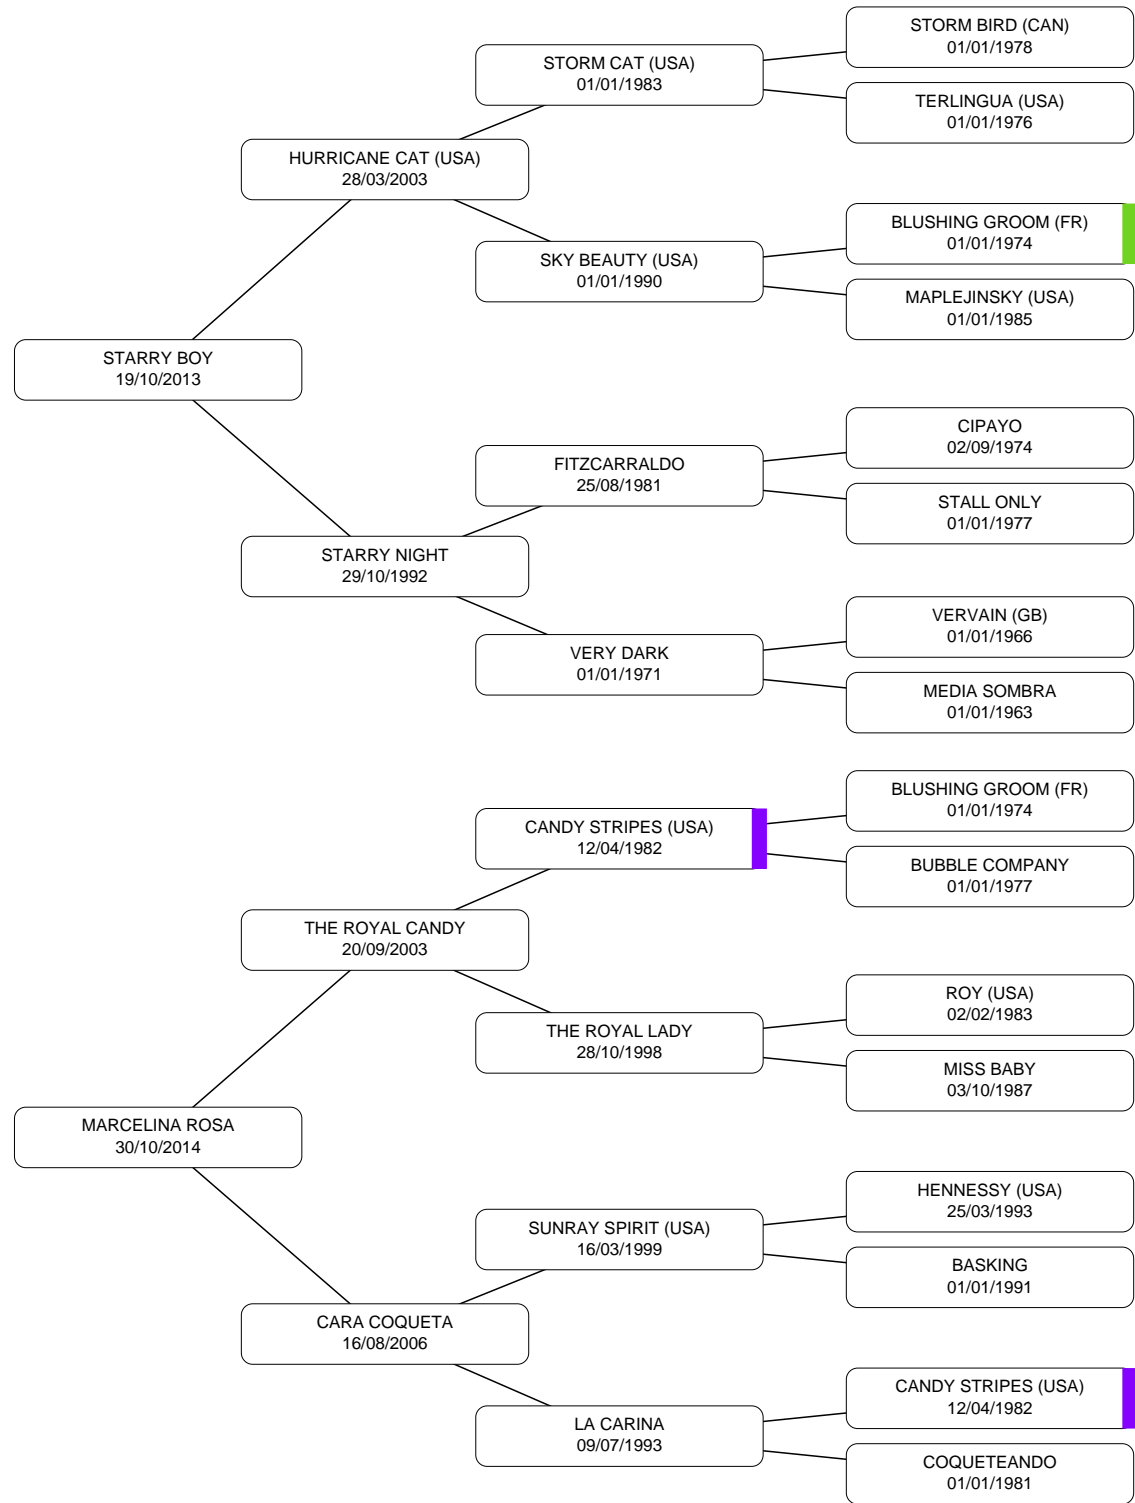 STORM BIRD (CAN)
01/01/1978
STORM CAT (USA)
01/01/1983
TERLINGUA (USA)
01/01/1976
HURRICANE CAT (USA)
28/03/2003
BLUSHING GROOM (FR)
01/01/1974
SKY BEAUTY (USA)
01/01/1990
MAPLEJINSKY (USA)
01/01/1985
STARRY BOY
19/10/2013
CIPAYO
02/09/1974
FITZCARRALDO
25/08/1981
STALL ONLY
01/01/1977
STARRY NIGHT
29/10/1992
VERVAIN (GB)
01/01/1966
VERY DARK
01/01/1971
MEDIA SOMBRA
01/01/1963
BLUSHING GROOM (FR)
01/01/1974
CANDY STRIPES (USA)
12/04/1982
BUBBLE COMPANY
01/01/1977
THE ROYAL CANDY
20/09/2003
ROY (USA)
02/02/1983
THE ROYAL LADY
28/10/1998
MISS BABY
03/10/1987
MARCELINA ROSA
30/10/2014
HENNESSY (USA)
25/03/1993
SUNRAY SPIRIT (USA)
16/03/1999
BASKING
01/01/1991
CARA COQUETA
16/08/2006
CANDY STRIPES (USA)
12/04/1982
LA CARINA
09/07/1993
COQUETEANDO
01/01/1981